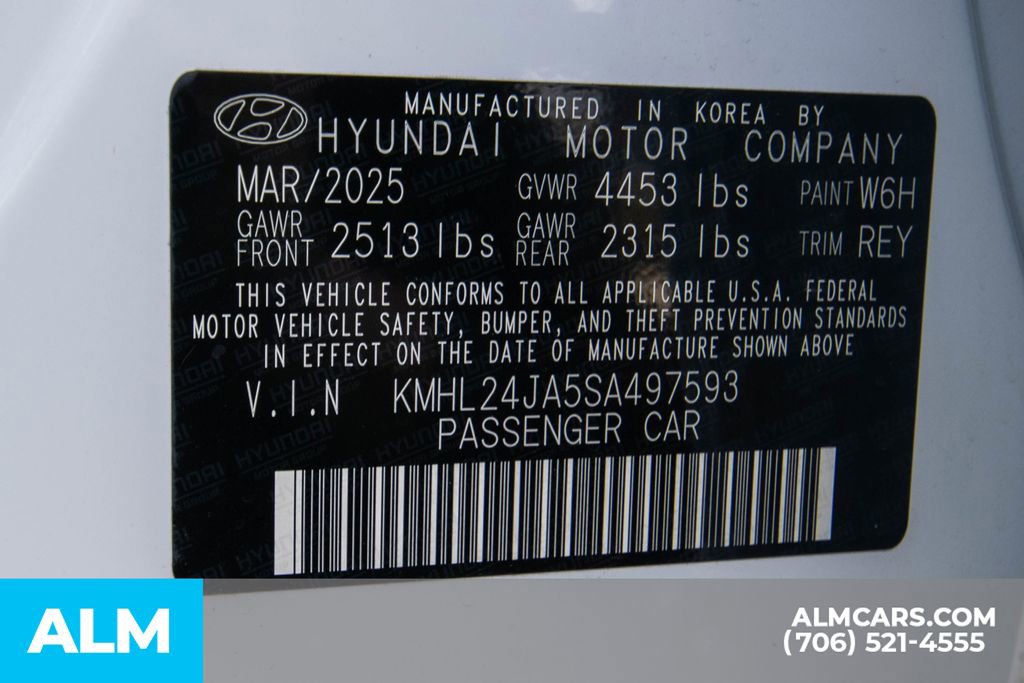 MANUFACTURED IN KOREA BY
HYUNDAI MOTOR COMPANY
MAR/2025 GVWR 4453 lbs PAINT W6H
GAWR FRONT 2513 lbs GAWR REAR 2315 lbs TRIM REY
THIS VEHICLE CONFORMS TO ALL APPLICABLE U.S.A. FEDERAL
MOTOR VEHICLE SAFETY, BUMPER, AND THEFT PREVENTION STANDARDS
IN EFFECT ON THE DATE OF MANUFACTURE SHOWN ABOVE
V.I.N KMHL24JA5SA497593
PASSENGER CAR
ALM
ALMCARS.COM
(706) 521-4555